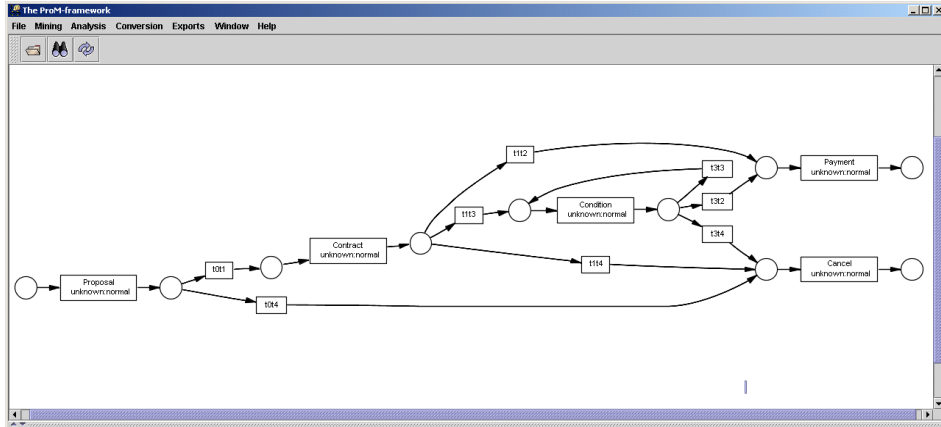 The ProM-framework
File Mining Analysis Conversion Exports Window Help
t1t2
t3t3
Payment
unknown:normal
t3t2
Condition
unknown:normal
t1t3
t3t4
Contract
unknown:normal
t1t4
Cancel
unknown:normal
t0t1
Proposal
unknown:normal
t0t4